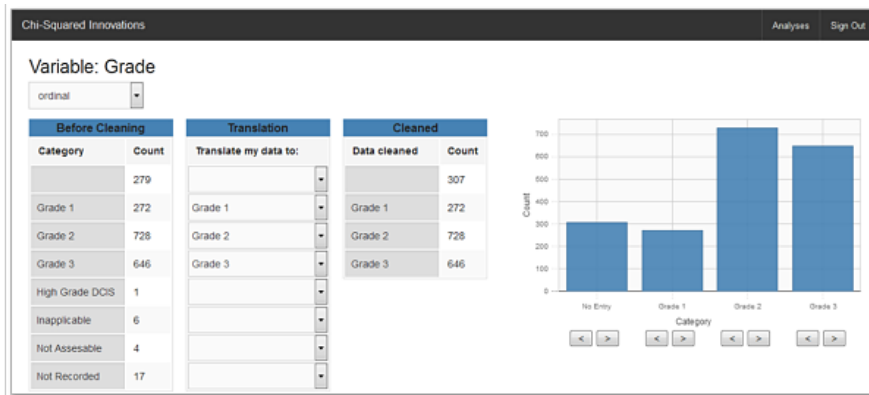 Chi-Squared Innovations Analyses Sign Out
Variable: Grade
ordinal
Before Cleaning Translation Cleaned
Category Count Translate my data to: Data cleaned Count
279 307
Grade 1 272 Grade 1 Grade 1 272
Grade 2 728 Grade 2 Grade 2 728
Grade 3 646 Grade 3 Grade 3 646
High Grade DCIS 1
Inapplicable 6
Not Assesable 4
Not Recorded 17
700
600
500
400
300
200
100
0
Count
No Entry Grade 1 Grade 2 Grade 3
Category
< > < > < > < >